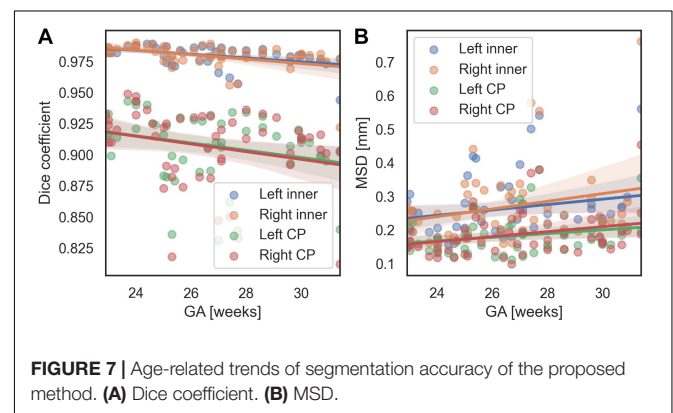 A
B
Dice coefficient
0.975
0.950
0.925
0.900
0.875
0.850
0.825
Left inner
Right inner
Left CP
Right CP
24 26 28 30
GA [weeks]
MSD [mm]
0.7
0.6
0.5
0.4
0.3
0.2
0.1
Left inner
Right inner
Left CP
Right CP
24 26 28 30
GA [weeks]
FIGURE 7 | Age-related trends of segmentation accuracy of the proposed
method. (A) Dice coefficient. (B) MSD.